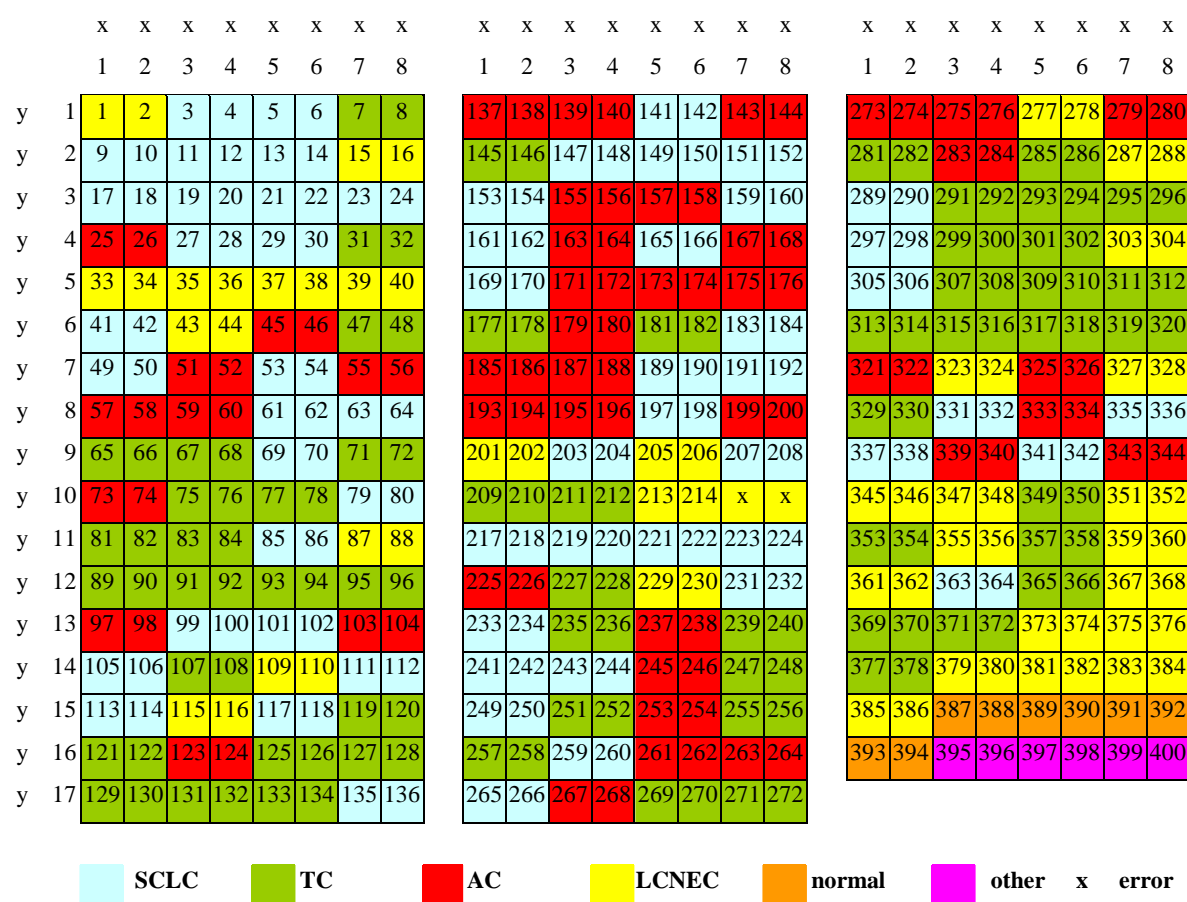 x x x x x x x x x x x x x x x x x x x x x x x x
1 2 3 4 5 6 7 8 1 2 3 4 5 6 7 8 1 2 3 4 5 6 7 8
y 1 1 2 3 4 5 6 7 8 137 138 139 140 141 142 143 144 273 274 275 276 277 278 279 280
y 2 9 10 11 12 13 14 15 16 145 146 147 148 149 150 151 152 281 282 283 284 285 286 287 288
y 3 17 18 19 20 21 22 23 24 153 154 155 156 157 158 159 160 289 290 291 292 293 294 295 296
y 4 25 26 27 28 29 30 31 32 161 162 163 164 165 166 167 168 297 298 299 300 301 302 303 304
y 5 33 34 35 36 37 38 39 40 169 170 171 172 173 174 175 176 305 306 307 308 309 310 311 312
y 6 41 42 43 44 45 46 47 48 177 178 179 180 181 182 183 184 313 314 315 316 317 318 319 320
y 7 49 50 51 52 53 54 55 56 185 186 187 188 189 190 191 192 321 322 323 324 325 326 327 328
y 8 57 58 59 60 61 62 63 64 193 194 195 196 197 198 199 200 329 330 331 332 333 334 335 336
y 9 65 66 67 68 69 70 71 72 201 202 203 204 205 206 207 208 337 338 339 340 341 342 343 344
y 10 73 74 75 76 77 78 79 80 209 210 211 212 213 214 x x 345 346 347 348 349 350 351 352
y 11 81 82 83 84 85 86 87 88 217 218 219 220 221 222 223 224 353 354 355 356 357 358 359 360
y 12 89 90 91 92 93 94 95 96 225 226 227 228 229 230 231 232 361 362 363 364 365 366 367 368
y 13 97 98 99 100 101 102 103 104 233 234 235 236 237 238 239 240 369 370 371 372 373 374 375 376
y 14 105 106 107 108 109 110 111 112 241 242 243 244 245 246 247 248 377 378 379 380 381 382 383 384
y 15 113 114 115 116 117 118 119 120 249 250 251 252 253 254 255 256 385 386 387 388 389 390 391 392
y 16 121 122 123 124 125 126 127 128 257 258 259 260 261 262 263 264 393 394 395 396 397 398 399 400
y 17 129 130 131 132 133 134 135 136 265 266 267 268 269 270 271 272
SCLC TC AC LCNEC normal other x error